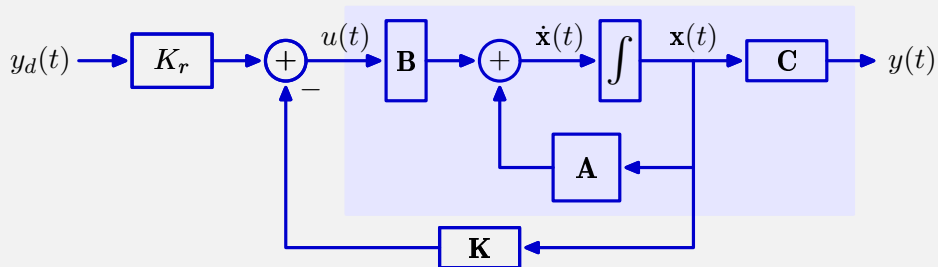 y_d(t) K_r + − u(t) B + ẋ(t) ∫ x(t) C y(t)
A
K